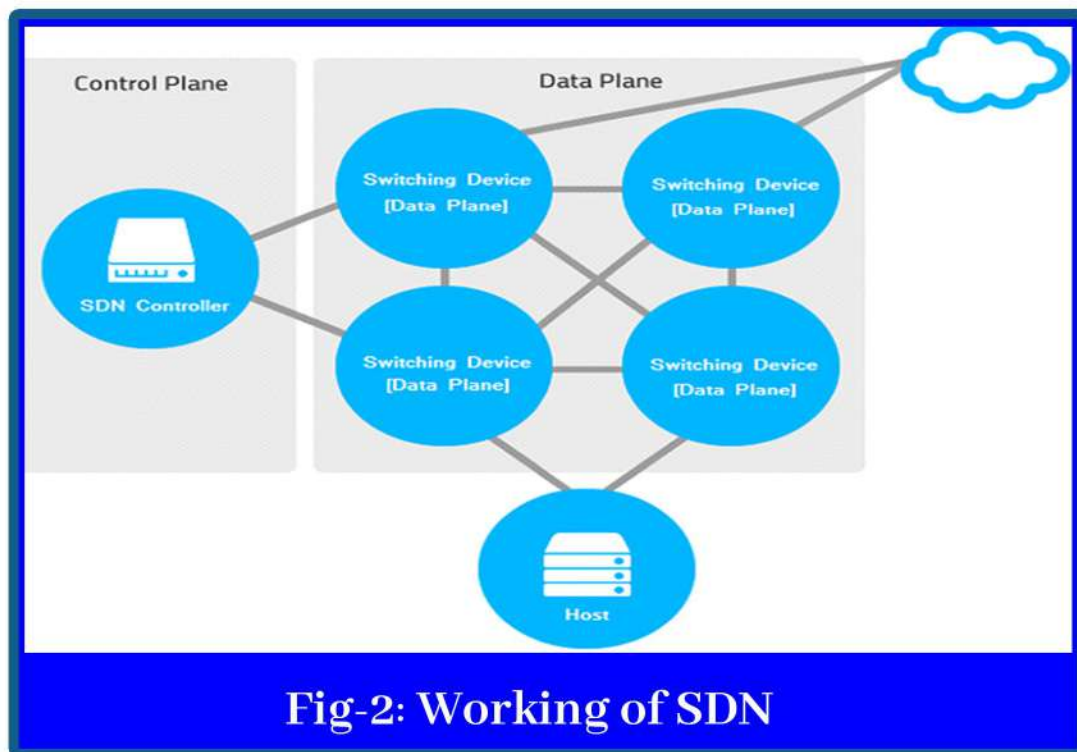 Control Plane
Data Plane
Switching Device
[Data Plane]
Switching Device
[Data Plane]
SDN Controller
Switching Device
[Data Plane]
Switching Device
[Data Plane]
Host
Fig-2: Working of SDN